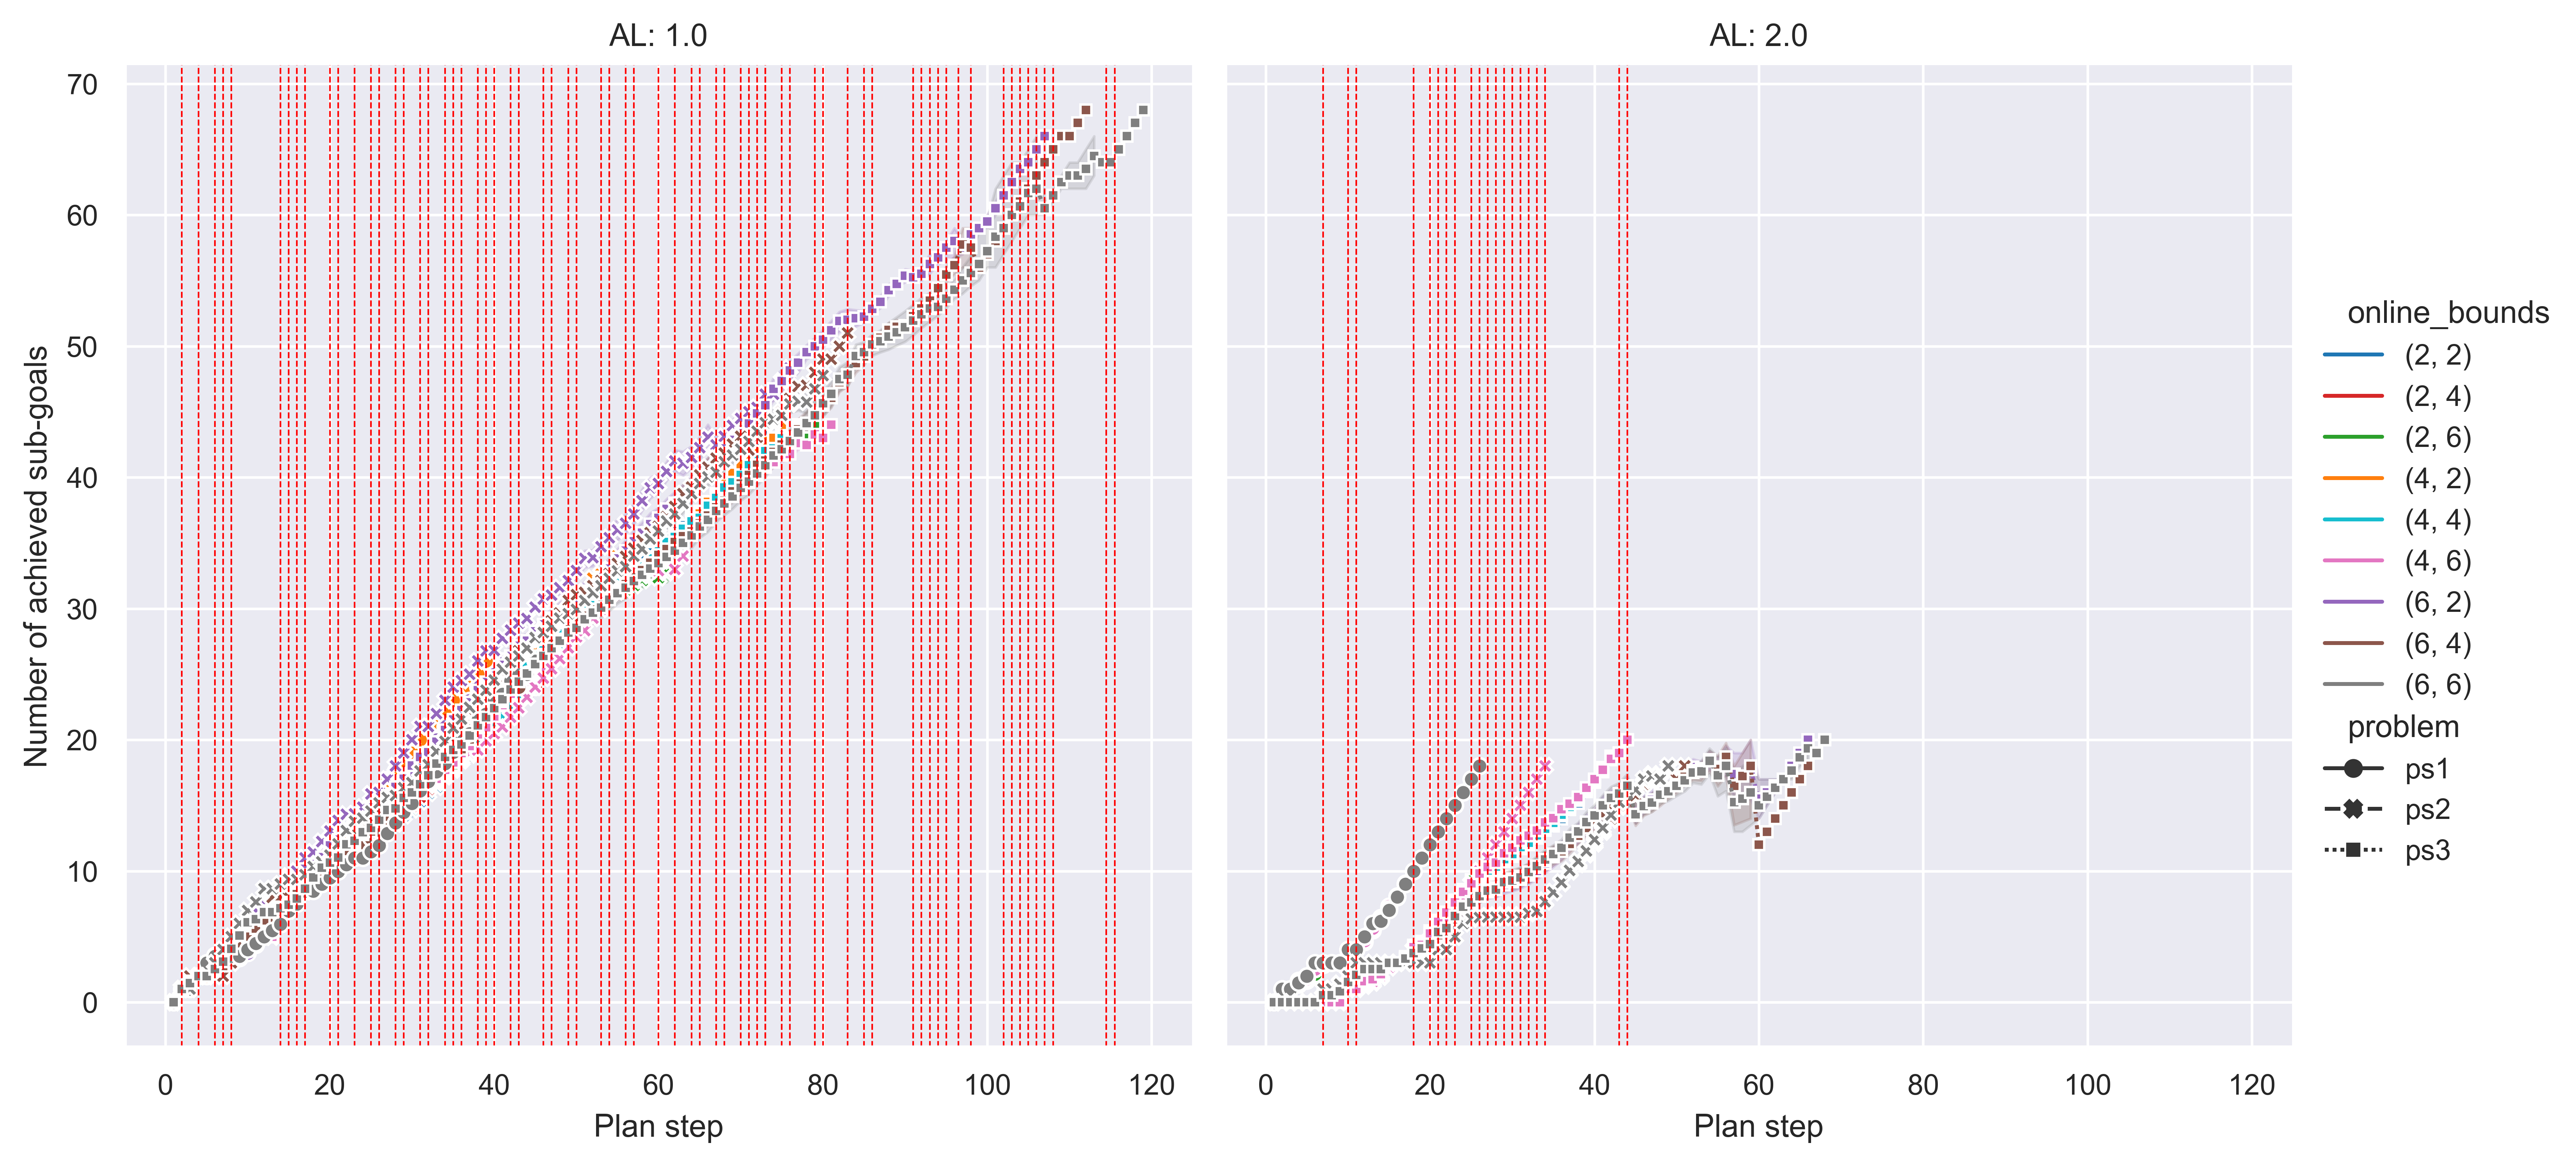 AL: 1.0
AL: 2.0
Number of achieved sub-goals
70
60
50
40
30
20
10
0
0 20 40 60 80 100 120
0 20 40 60 80 100 120
Plan step
Plan step
online_bounds
(2, 2)
(2, 4)
(2, 6)
(4, 2)
(4, 4)
(4, 6)
(6, 2)
(6, 4)
(6, 6)
problem
ps1
ps2
ps3